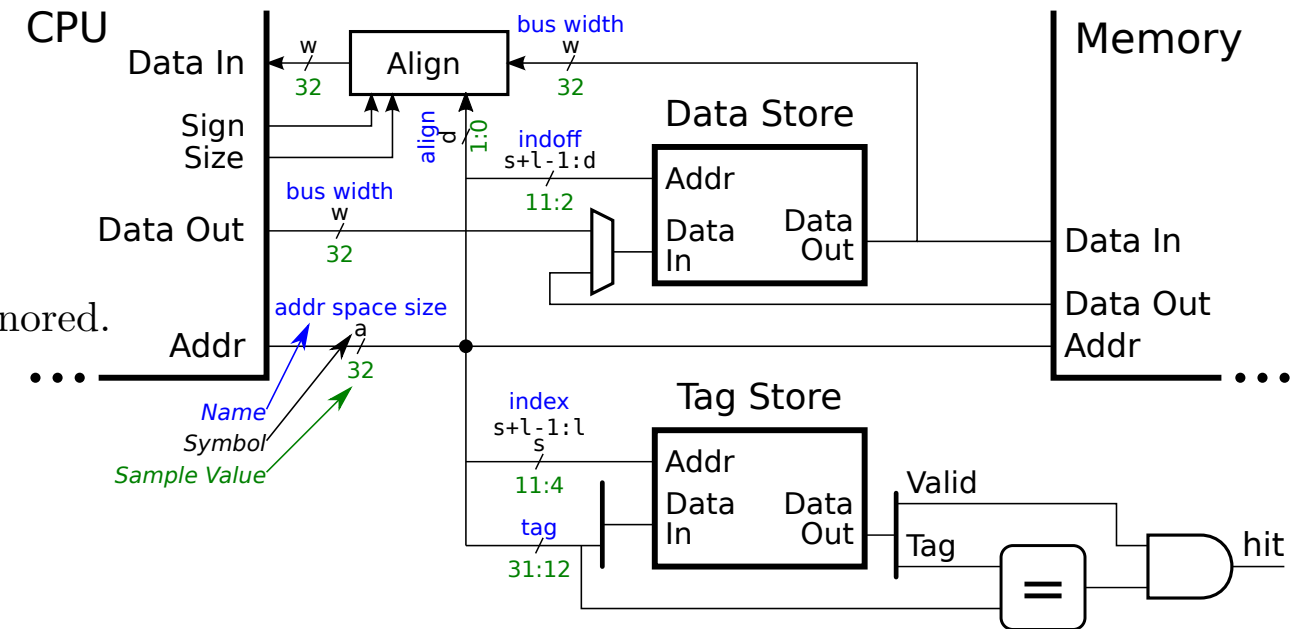 CPU
Memory
bus width
w
w
Data In
Align
32
32
Sign
Size
align
d
1:0
Data Store
indoff
s+l-1:d
Addr
11:2
bus width
w
Data Out
32
Data
In
Data
Out
Data In
Data Out
addr space size
nored.
a
Addr
Addr
32
Name
Symbol
Sample Value
Tag Store
index
s+l-1:l
s
Addr
11:4
Data
In
Data
Out
Valid
tag
Tag
31:12
=
hit